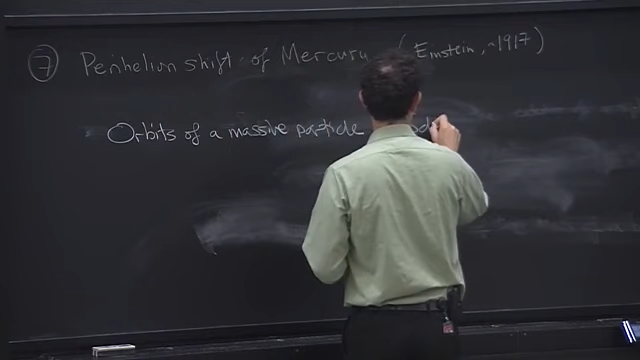 ⑦ Perihelion shift of Mercury (Einstein, ~1917)
Orbits of a massive particle